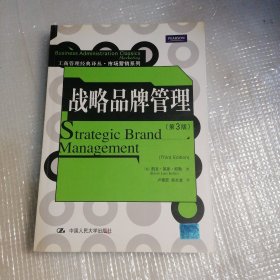 PEARSON
Business Administration Classics
Marketing
工商管理经典译丛·市场营销系列
战略品牌管理
(第3版)
Strategic Brand
Management
(Third Edition)
中国人民大学出版社